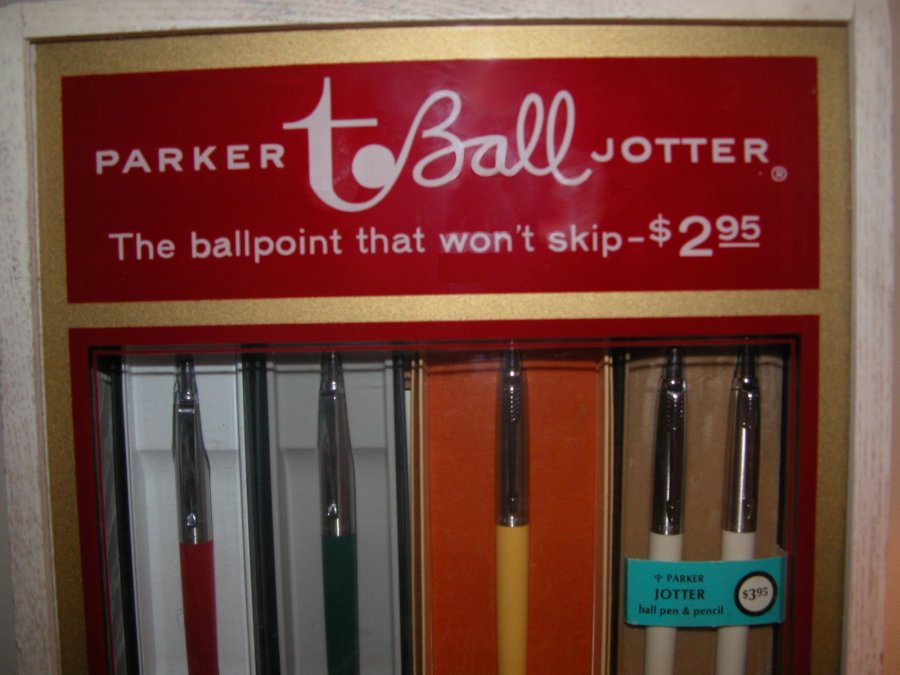 PARKER t Ball JOTTER ®
The ballpoint that won't skip-$2.95
PARKER
JOTTER
ball pen & pencil
$3.95